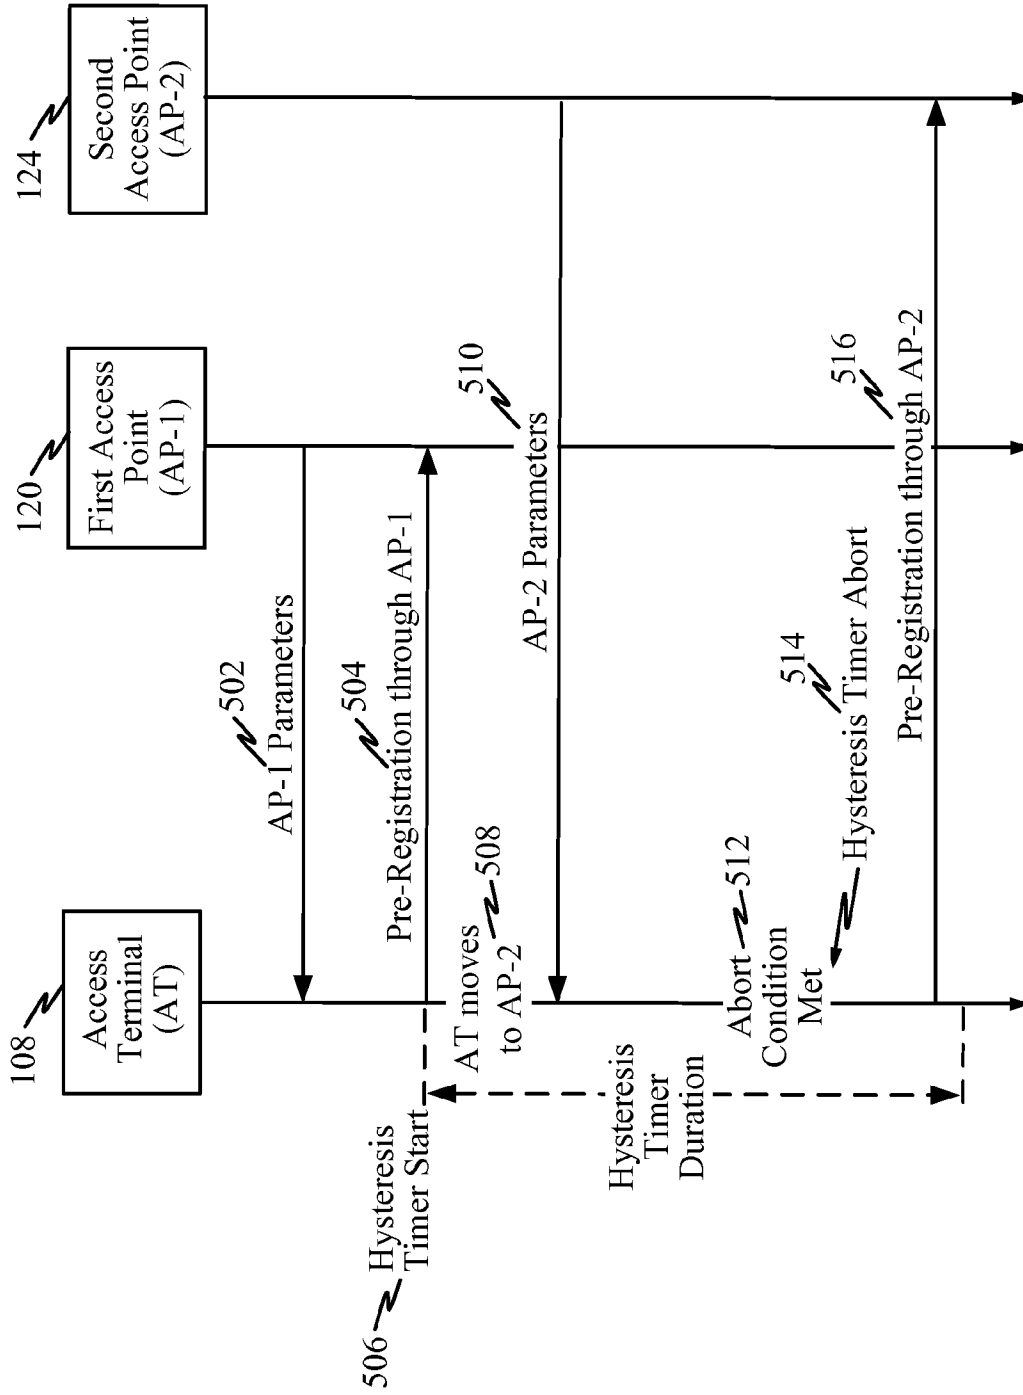 108
Access
Terminal
(AT)
120
First Access
Point
(AP-1)
124
Second
Access Point
(AP-2)
502
AP-1 Parameters
504
Pre-Registration through AP-1
506
Hysteresis
Timer Start
AT moves
to AP-2
508
510
AP-2 Parameters
Hysteresis
Timer
Duration
Abort
Condition
Met
512
514
Hysteresis Timer Abort
516
Pre-Registration through AP-2